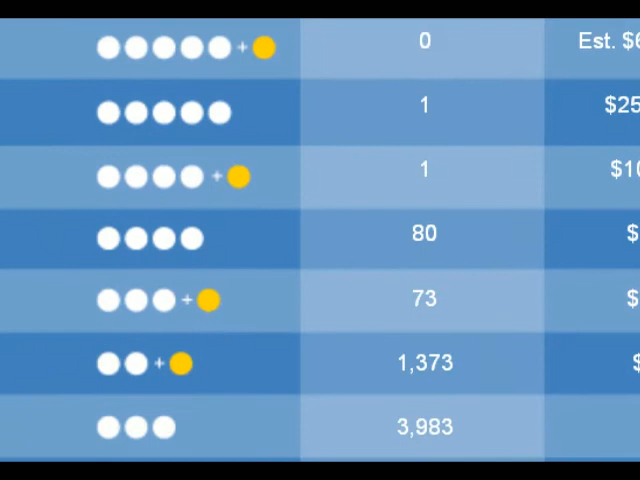 + 0 Est. $6
1 $25
+ 1 $10
80 $
+ 73 $
+ 1,373 $
3,983